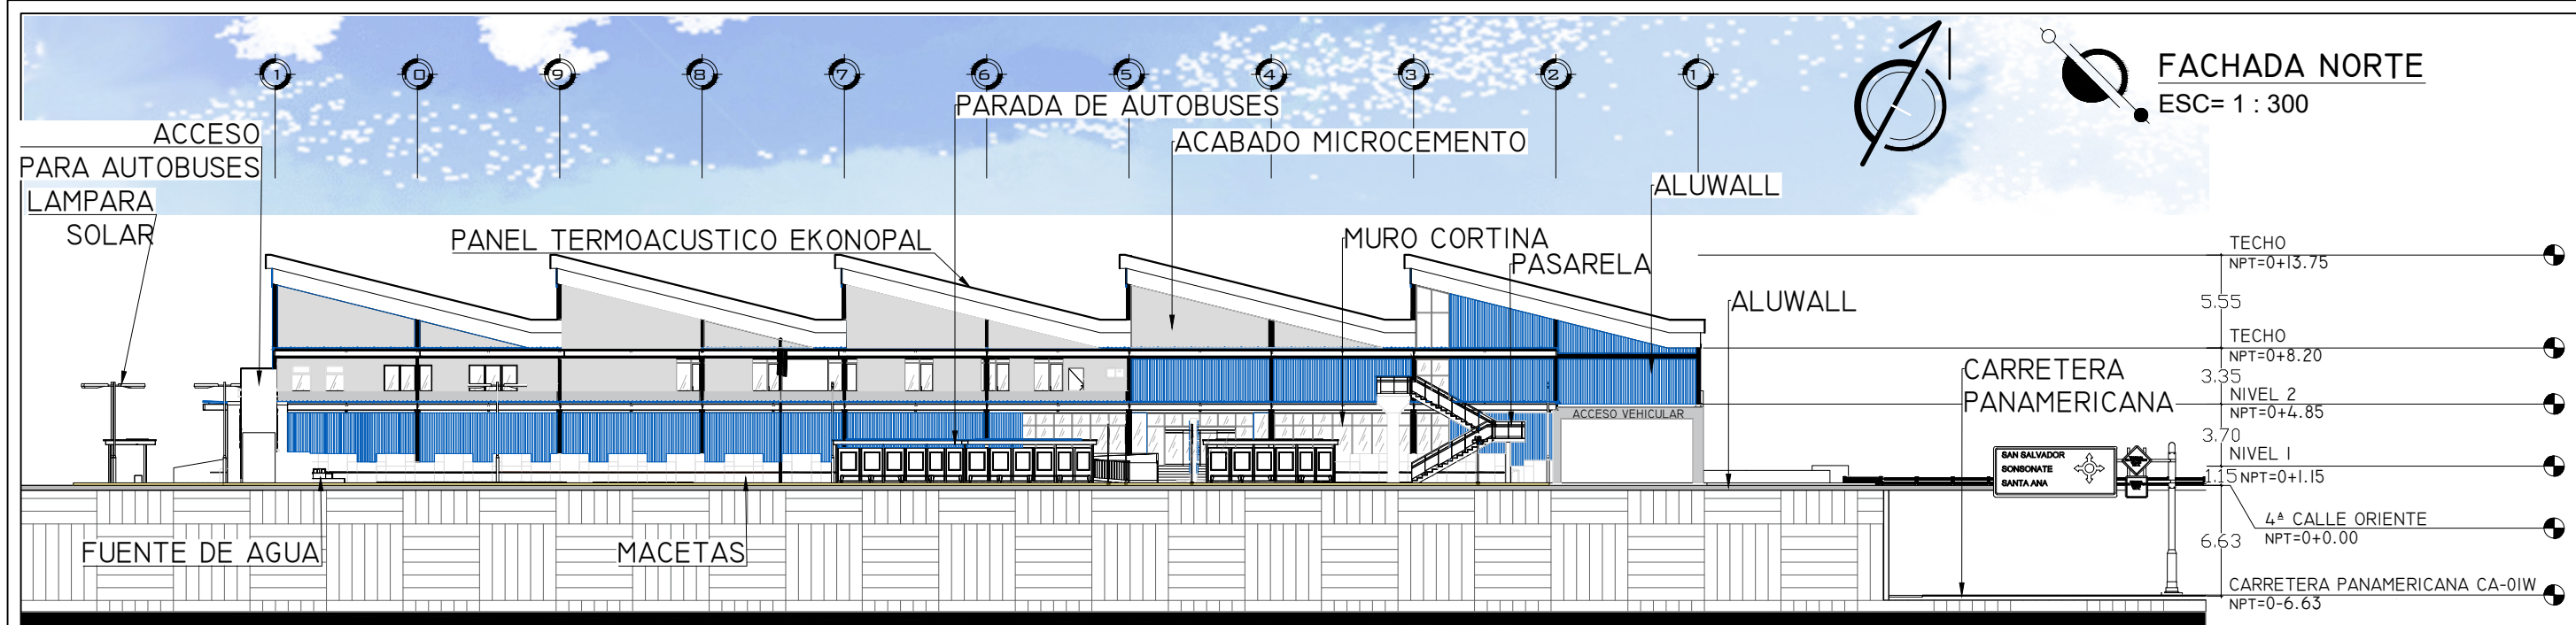 1 0 9 8 7 6 5 4 3 2 1
FACHADA NORTE
ESC= 1 : 300
PARADA DE AUTOBUSES
ACCESO
PARA AUTOBUSES
ACABADO MICROCEMENTO
LAMPARA
SOLAR
ALUWALL
PANEL TERMOACUSTICO EKONOPAL
MURO CORTINA
PASARELA
ALUWALL
TECHO
NPT=0+13.75
5.55
TECHO
NPT=0+8.20
3.35
CARRETERA
PANAMERICANA
NIVEL 2
NPT=0+4.85
ACCESO VEHICULAR
3.70
NIVEL 1
NPT=0+1.15
1.15
SAN SALVADOR
SONSONATE
SANTA ANA
4ª CALLE ORIENTE
NPT=0+0.00
6.63
FUENTE DE AGUA
MACETAS
CARRETERA PANAMERICANA CA-01W
NPT=0-6.63